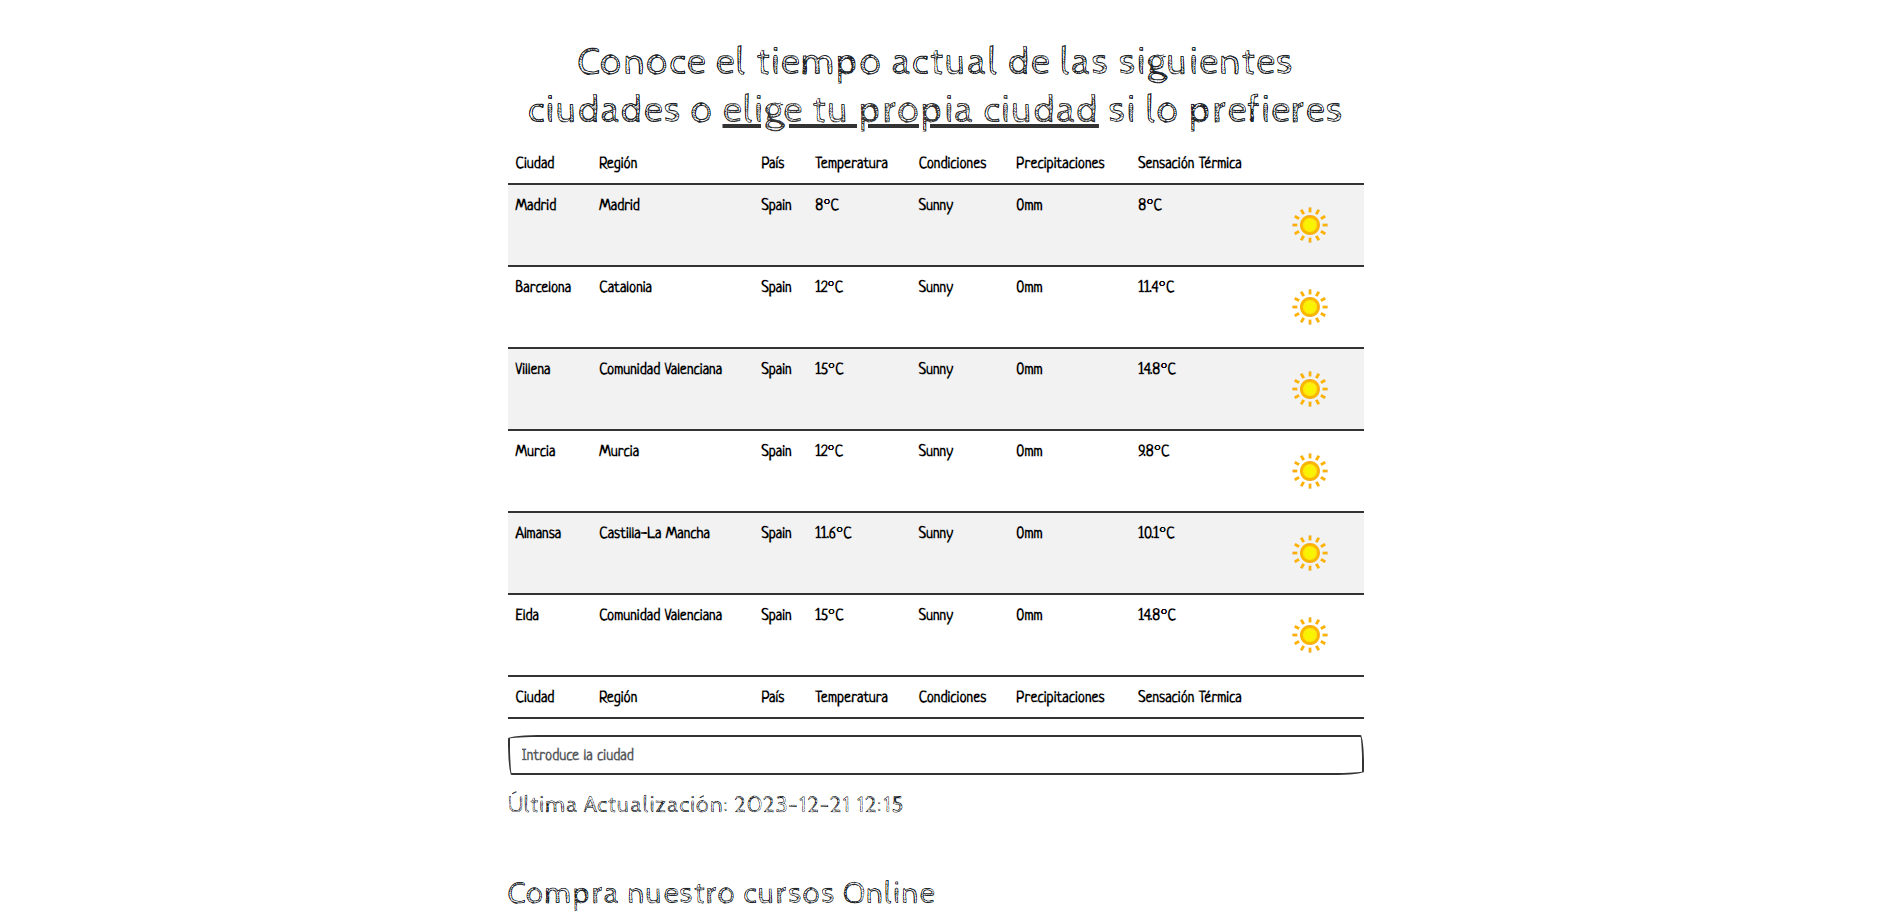 Conoce el tiempo actual de las siguientes
ciudades o elige tu propia ciudad si lo prefieres
Ciudad Región País Temperatura Condiciones Precipitaciones Sensación Térmica
Madrid Madrid Spain 8°C Sunny 0mm 8°C
Barcelona Catalonia Spain 12°C Sunny 0mm 11.4°C
Villena Comunidad Valenciana Spain 15°C Sunny 0mm 14.8°C
Murcia Murcia Spain 12°C Sunny 0mm 9.8°C
Almansa Castilla-La Mancha Spain 11.6°C Sunny 0mm 10.1°C
Elda Comunidad Valenciana Spain 15°C Sunny 0mm 14.8°C
Ciudad Región País Temperatura Condiciones Precipitaciones Sensación Térmica
Introduce la ciudad
Última Actualización: 2023-12-21 12:15
Compra nuestro cursos Online